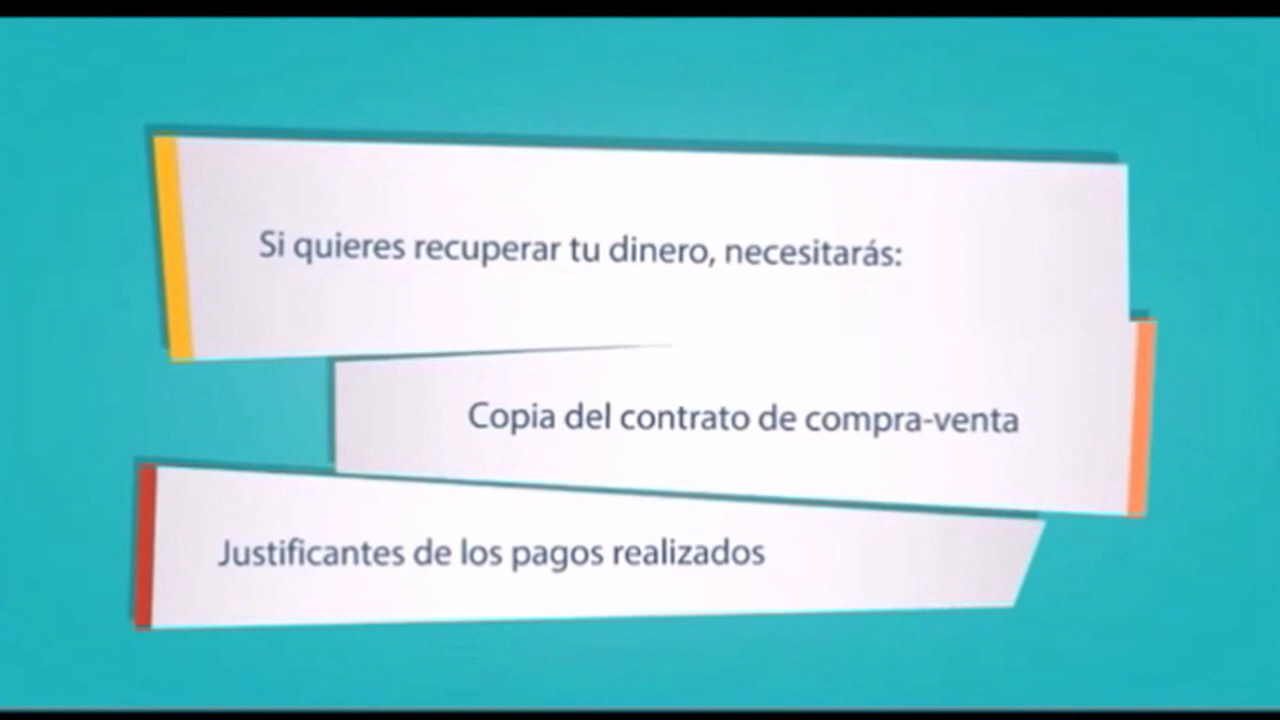 Si quieres recuperar tu dinero, necesitarás:
Copia del contrato de compra-venta
Justificantes de los pagos realizados